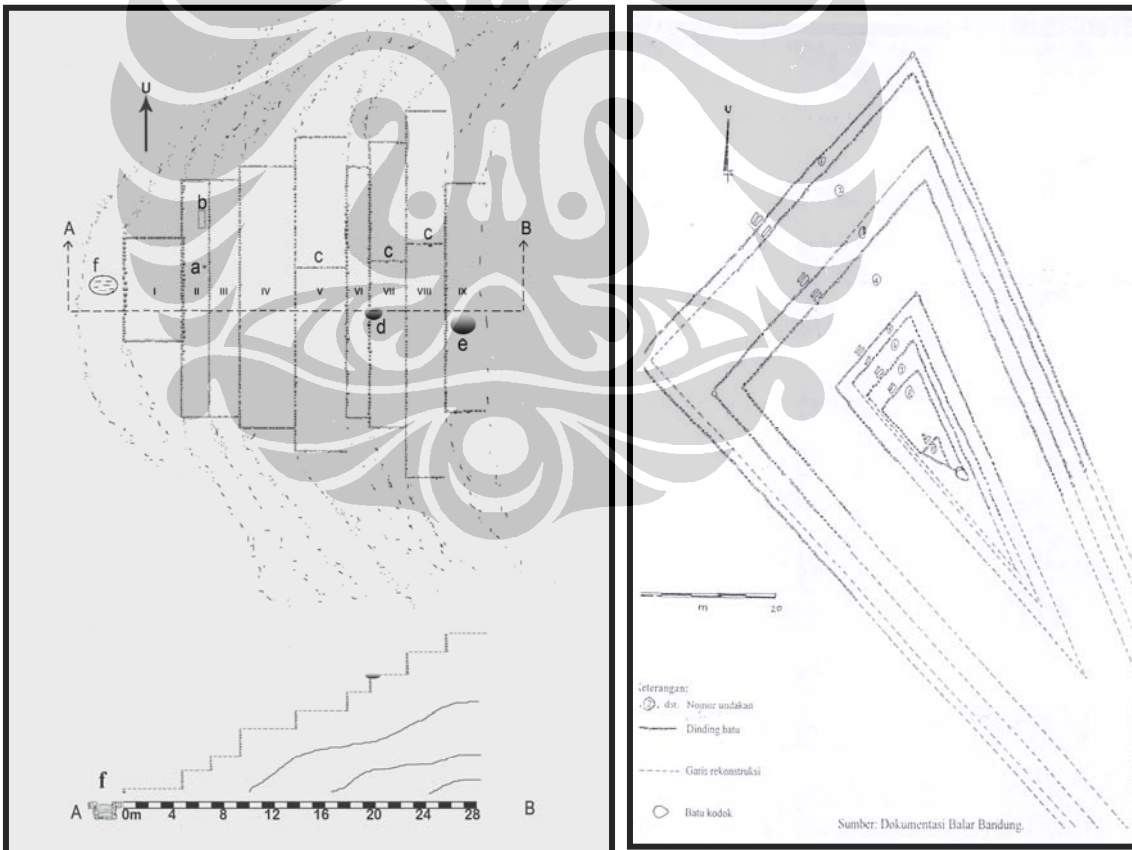 U
b
A
B
f
a
c
c
c
I
II
III
IV
V
VI
VII
VIII
IX
d
e
f
A
0m 4 8 12 16 20 24 28
B
U
m 20
Keterangan:
②, dst. Nomor undakan
Dinding batu
Garis rekonstruksi
Batu kodok
Sumber: Dokumentasi Balar Bandung.